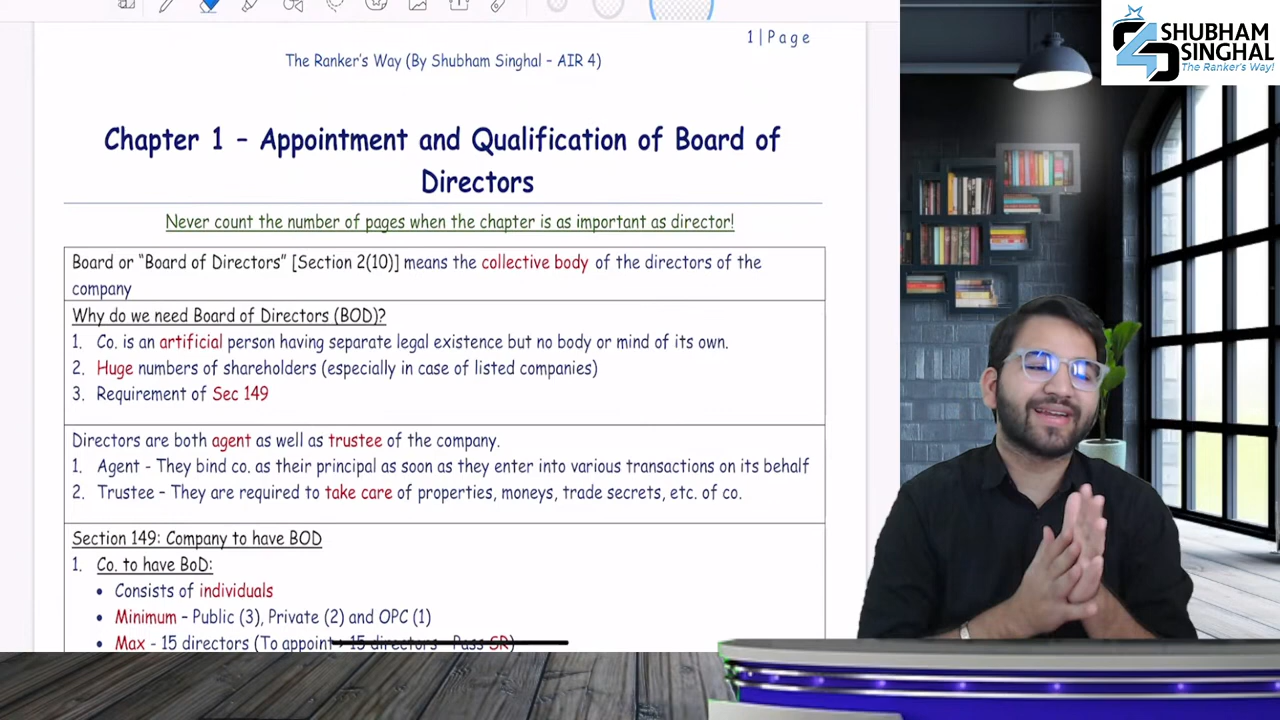 1 | P a g e
The Ranker's Way (By Shubham Singhal – AIR 4)
Chapter 1 – Appointment and Qualification of Board of
Directors
Never count the number of pages when the chapter is as important as director!
Board or "Board of Directors" [Section 2(10)] means the collective body of the directors of the
company
Why do we need Board of Directors (BOD)?
1. Co. is an artificial person having separate legal existence but no body or mind of its own.
2. Huge numbers of shareholders (especially in case of listed companies)
3. Requirement of Sec 149
Directors are both agent as well as trustee of the company.
1. Agent - They bind co. as their principal as soon as they enter into various transactions on its behalf
2. Trustee – They are required to take care of properties, moneys, trade secrets, etc. of co.
Section 149: Company to have BOD
1. Co. to have BoD:
• Consists of individuals
• Minimum – Public (3), Private (2) and OPC (1)
• Max - 15 directors (To appoint > 15 directors - Pass SR)
SHUBHAM
SINGHAL
The Ranker's Way!